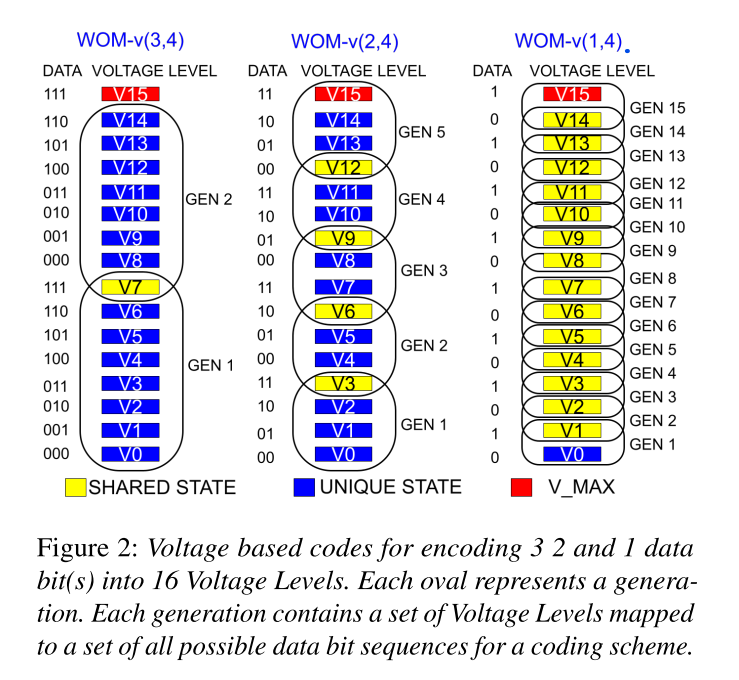 WOM-v(3,4) WOM-v(2,4) WOM-v(1,4)
DATA VOLTAGE LEVEL DATA VOLTAGE LEVEL DATA VOLTAGE LEVEL
111 V15
110 V14
101 V13
100 V12
011 V11
010 V10
001 V9
000 V8
111 V7
110 V6
101 V5
100 V4
011 V3
010 V2
001 V1
000 V0
GEN 2
GEN 1
11 V15
10 V14
01 V13
00 V12
11 V11
10 V10
01 V9
00 V8
11 V7
10 V6
01 V5
00 V4
11 V3
10 V2
01 V1
00 V0
GEN 5
GEN 4
GEN 3
GEN 2
GEN 1
1 V15
0 V14
1 V13
0 V12
1 V11
0 V10
1 V9
0 V8
1 V7
0 V6
1 V5
0 V4
1 V3
0 V2
1 V1
0 V0
GEN 15
GEN 14
GEN 13
GEN 12
GEN 11
GEN 10
GEN 9
GEN 8
GEN 7
GEN 6
GEN 5
GEN 4
GEN 3
GEN 2
GEN 1
SHARED STATE UNIQUE STATE V_MAX
Figure 2: Voltage based codes for encoding 3 2 and 1 data
bit(s) into 16 Voltage Levels. Each oval represents a genera-
tion. Each generation contains a set of Voltage Levels mapped
to a set of all possible data bit sequences for a coding scheme.